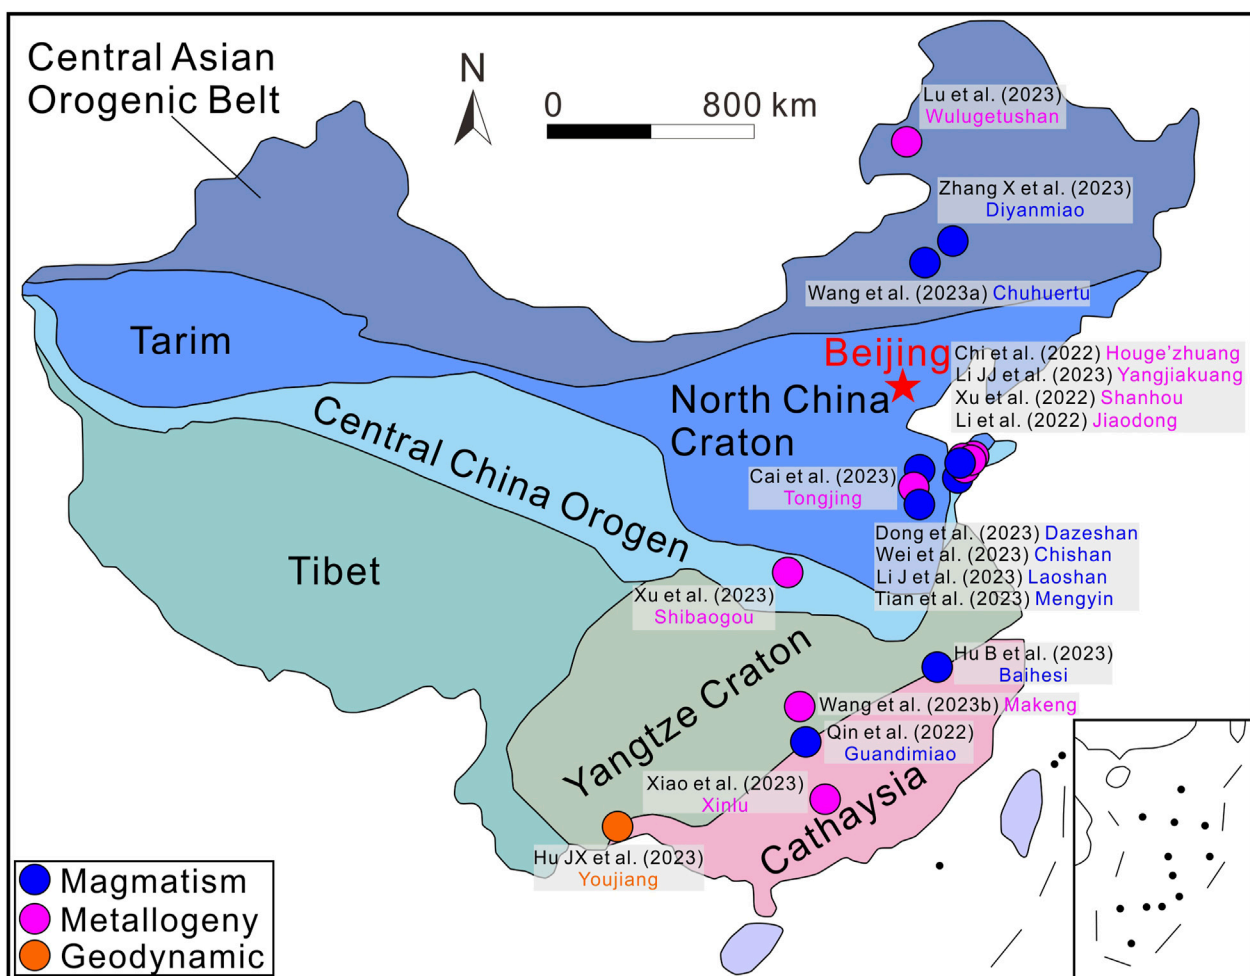 Central Asian
Orogenic Belt
N
0 800 km
Lu et al. (2023)
Wulugetushan
Zhang X et al. (2023)
Diyanmiao
Wang et al. (2023a) Chuhuertu
Tarim
Beijing
North China
Craton
Chi et al. (2022) Houge'zhuang
Li JJ et al. (2023) Yangjiakuang
Xu et al. (2022) Shanhou
Li et al. (2022) Jiaodong
Central China Orogen
Cai et al. (2023)
Tongjing
Dong et al. (2023) Dazeshan
Wei et al. (2023) Chishan
Li J et al. (2023) Laoshan
Tian et al. (2023) Mengyin
Tibet
Xu et al. (2023)
Shibaogou
Yangtze Craton
Hu B et al. (2023)
Baihesi
Wang et al. (2023b) Makeng
Qin et al. (2022)
Guandimiao
Xiao et al. (2023)
Xinlu
Cathaysia
Hu JX et al. (2023)
Youjiang
Magmatism
Metallogeny
Geodynamic